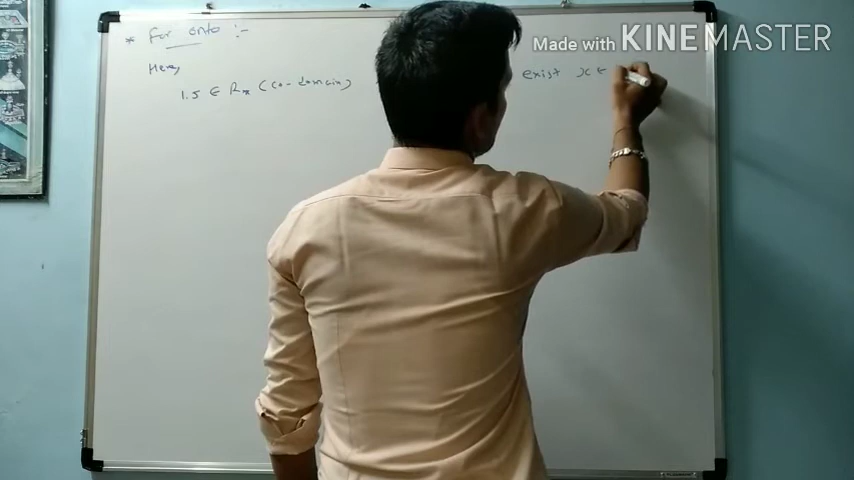 Made with KINEMASTER
* For onto :-
Here,
1.5 ∈ R* (co-domain) exist x ∈